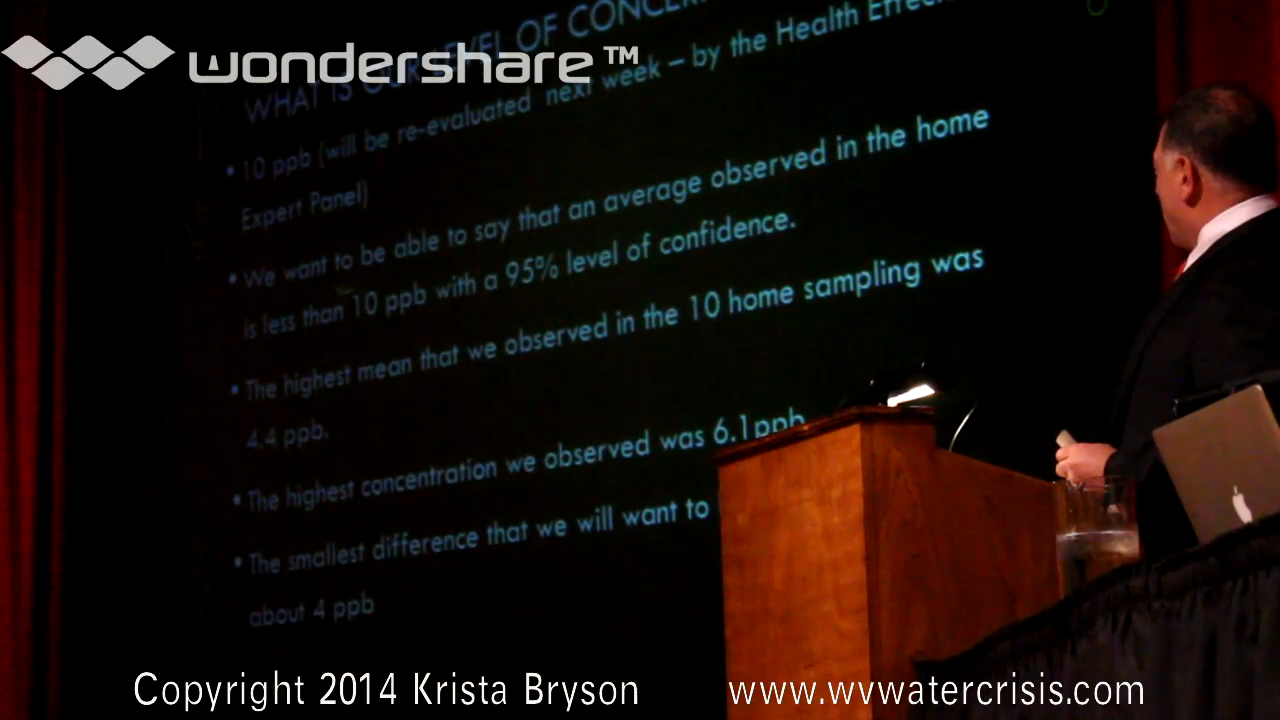 wondershare™
WHAT IS OUR LEVEL OF CONCERN
• 10 ppb (will be re-evaluated next week – by the Health Effects
Expert Panel)
• We want to be able to say that an average observed in the home
is less than 10 ppb with a 95% level of confidence.
• The highest mean that we observed in the 10 home sampling was
4.4 ppb.
• The highest concentration we observed was 6.1ppb
• The smallest difference that we will want to
about 4 ppb
Copyright 2014 Krista Bryson www.wvwatercrisis.com